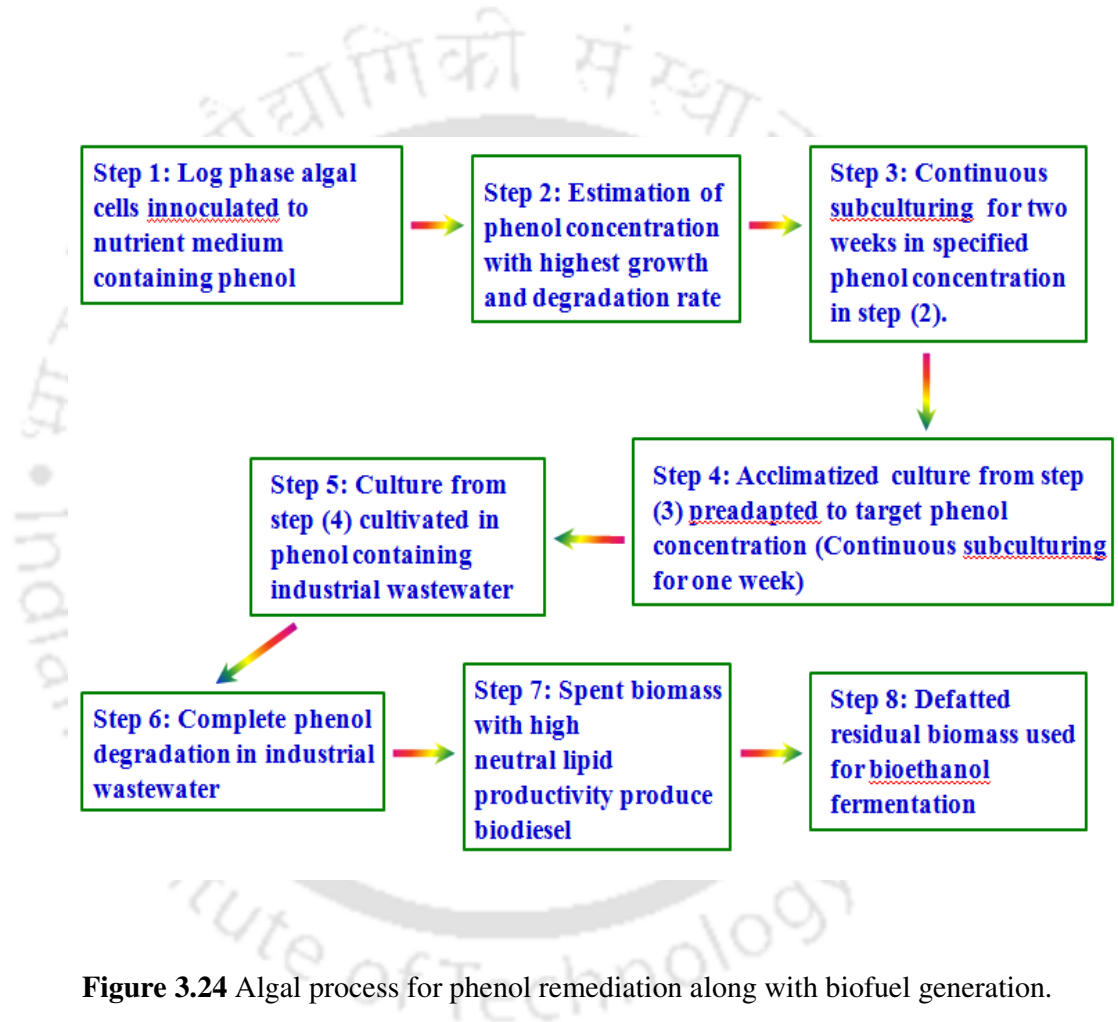 Step 1: Log phase algal
cells innoculated to
nutrient medium
containing phenol
Step 2: Estimation of
phenol concentration
with highest growth
and degradation rate
Step 3: Continuous
subculturing for two
weeks in specified
phenol concentration
in step (2).
Step 4: Acclimatized culture from step
(3) preadapted to target phenol
concentration (Continuous subculturing
for one week)
Step 5: Culture from
step (4) cultivated in
phenol containing
industrial wastewater
Step 6: Complete phenol
degradation in industrial
wastewater
Step 7: Spent biomass
with high
neutral lipid
productivity produce
biodiesel
Step 8: Defatted
residual biomass used
for bioethanol
fermentation
Figure 3.24 Algal process for phenol remediation along with biofuel generation.